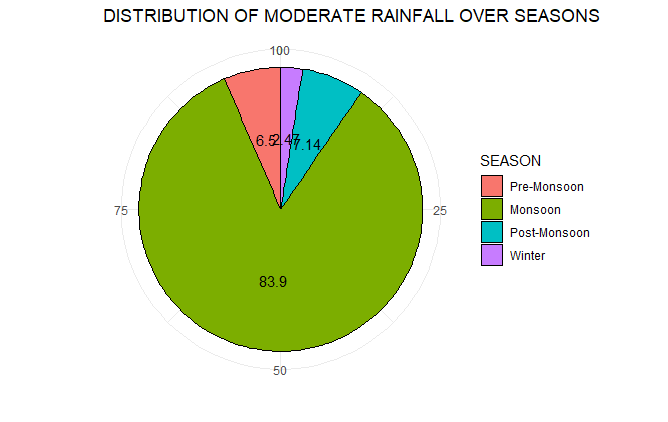 DISTRIBUTION OF MODERATE RAINFALL OVER SEASONS
100
6.5
2.47
7.14
75
25
83.9
50
SEASON
Pre-Monsoon
Monsoon
Post-Monsoon
Winter